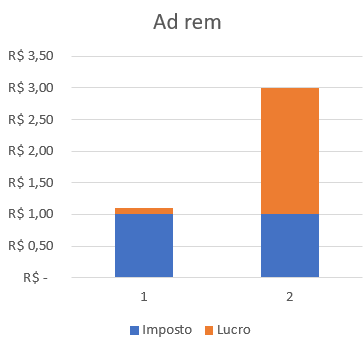 Ad rem
R$ 3,50
R$ 3,00
R$ 2,50
R$ 2,00
R$ 1,50
R$ 1,00
R$ 0,50
R$ -
1 2
Imposto Lucro